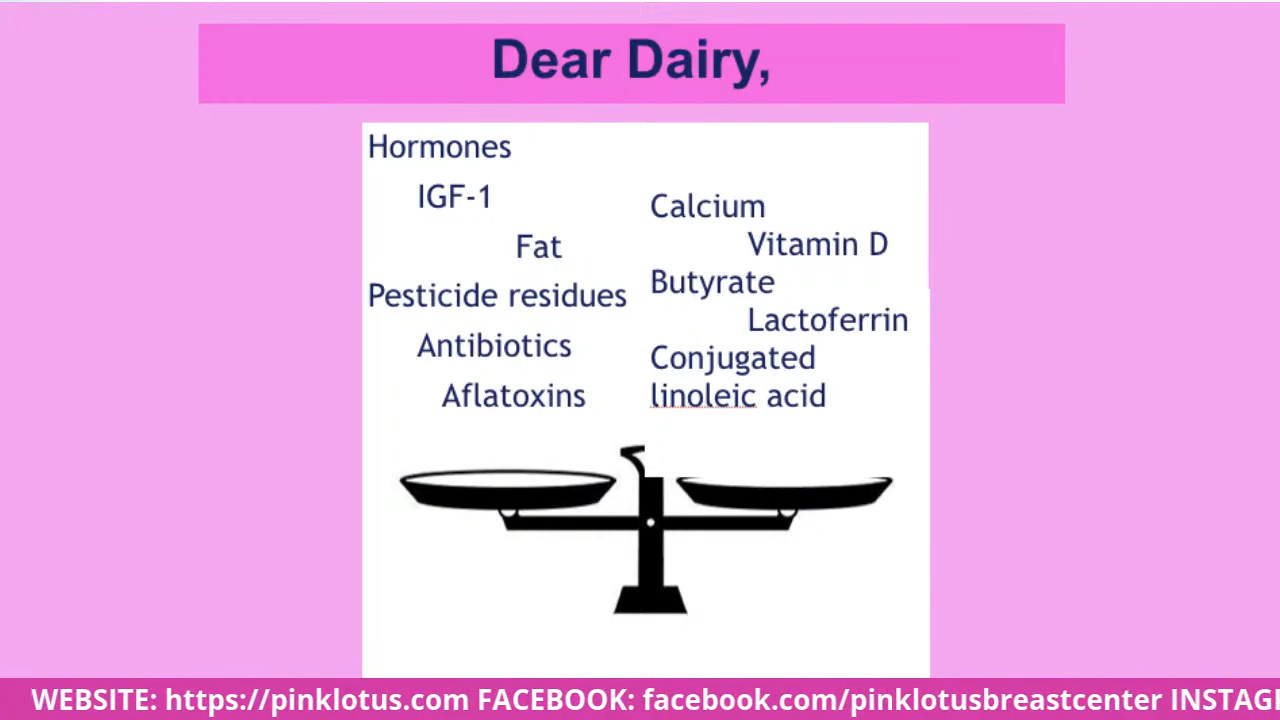 Dear Dairy,
Hormones
IGF-1
Fat
Pesticide residues
Antibiotics
Aflatoxins
Calcium
Vitamin D
Butyrate
Lactoferrin
Conjugated
linoleic acid
WEBSITE: https://pinklotus.com FACEBOOK: facebook.com/pinklotusbreastcenter INSTAG